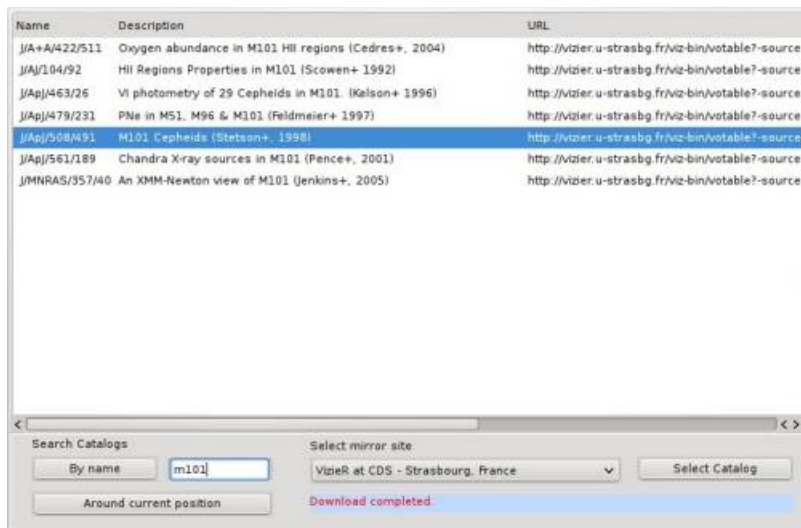 Name Description URL
J/A+A/422/511 Oxygen abundance in M101 HII regions (Cedres+, 2004) http://vizier.u-strasbg.fr/viz-bin/votable?-source
J/AJ/104/92 HII Regions Properties in M101 (Scowen+ 1992) http://vizier.u-strasbg.fr/viz-bin/votable?-source
J/ApJ/463/26 VI photometry of 29 Cepheids in M101. (Kelson+ 1996) http://vizier.u-strasbg.fr/viz-bin/votable?-source
J/ApJ/479/231 PNe in M51, M96 & M101 (Feldmeier+ 1997) http://vizier.u-strasbg.fr/viz-bin/votable?-source
J/ApJ/508/491 M101 Cepheids (Stetson+, 1998) http://vizier.u-strasbg.fr/viz-bin/votable?-source
J/ApJ/561/189 Chandra X-ray sources in M101 (Pence+, 2001) http://vizier.u-strasbg.fr/viz-bin/votable?-source
J/MNRAS/357/40 An XMM-Newton view of M101 (Jenkins+, 2005) http://vizier.u-strasbg.fr/viz-bin/votable?-source
Search Catalogs Select mirror site
By name m101 VizieR at CDS - Strasbourg, France Select Catalog
Around current position Download completed.